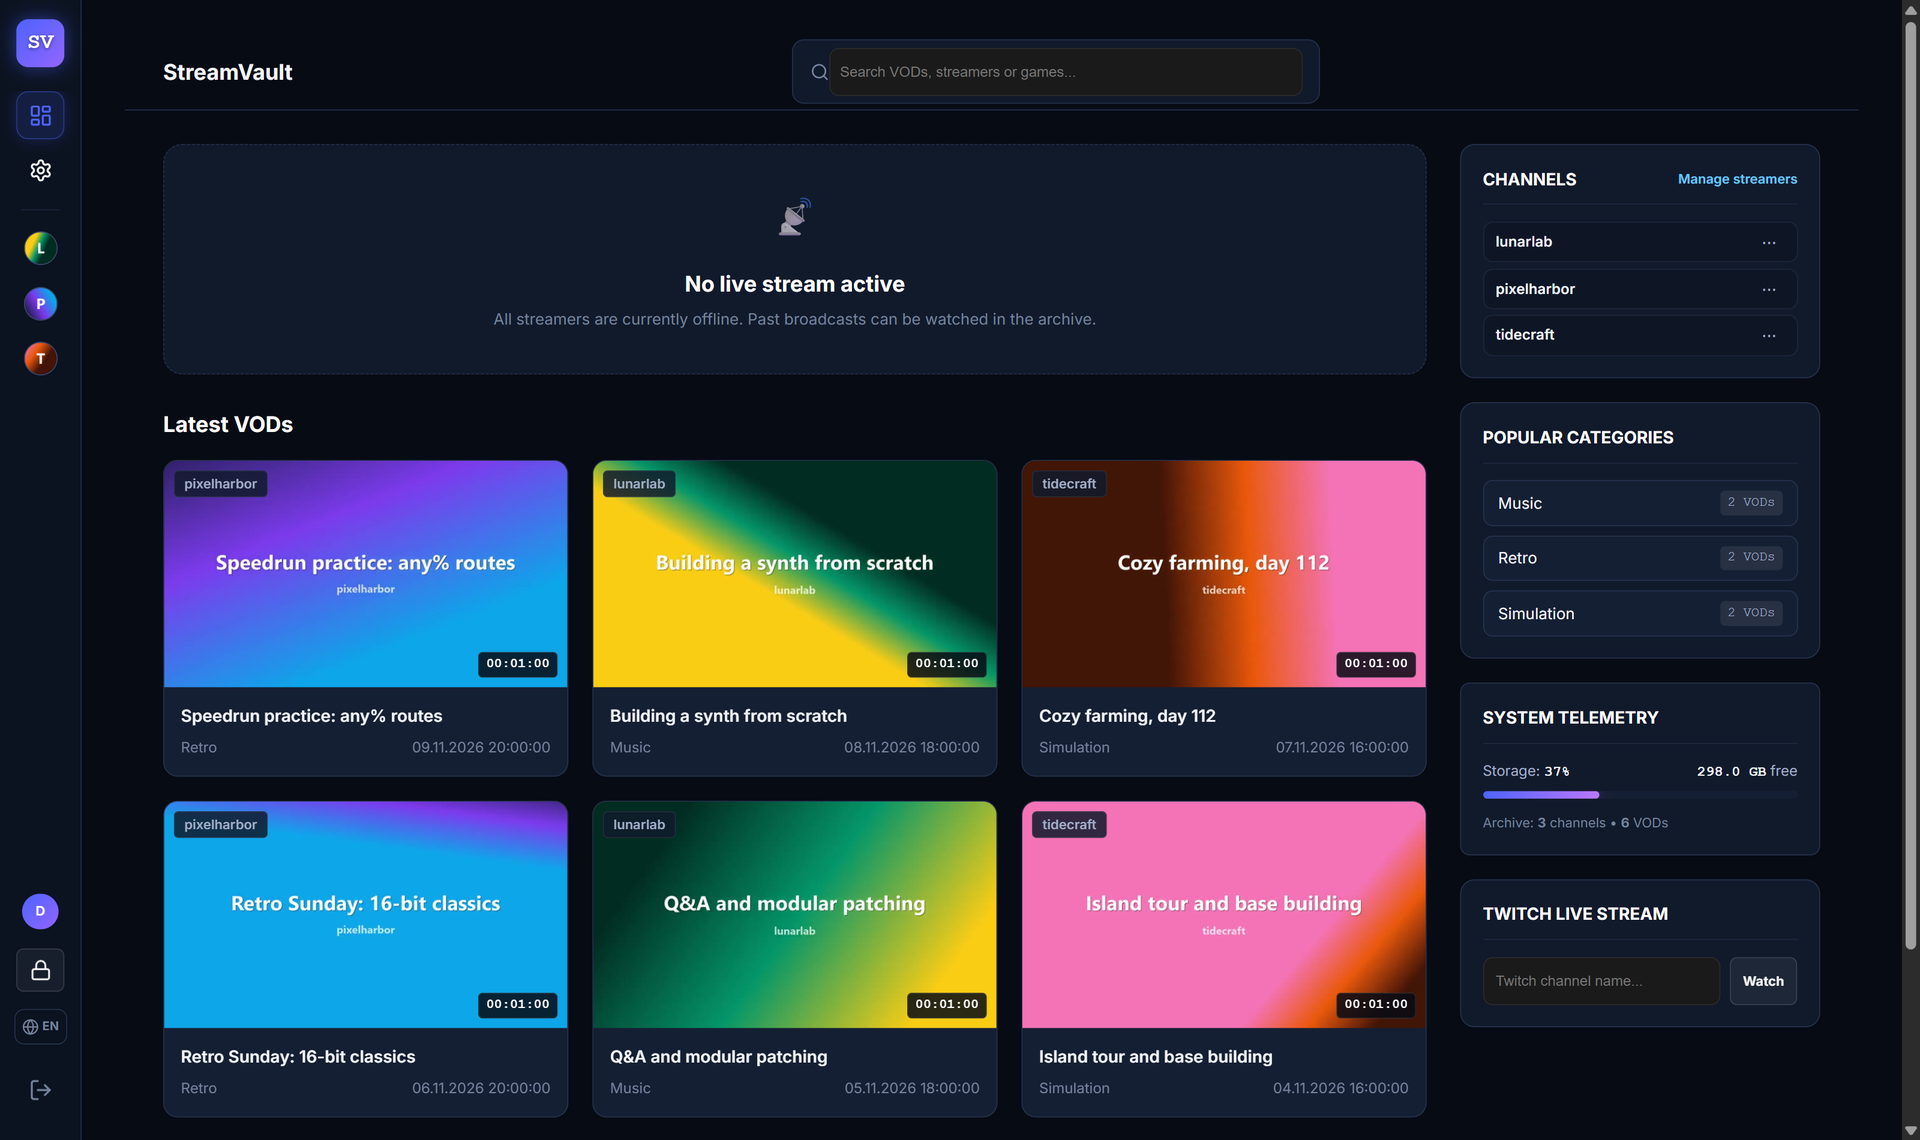 SV
StreamVault
Search VODs, streamers or games...
L
P
T
D
EN
No live stream active
All streamers are currently offline. Past broadcasts can be watched in the archive.
Latest VODs
pixelharbor
Speedrun practice: any% routes
pixelharbor
00:01:00
Speedrun practice: any% routes
Retro 09.11.2026 20:00:00
lunarlab
Building a synth from scratch
lunarlab
00:01:00
Building a synth from scratch
Music 08.11.2026 18:00:00
tidecraft
Cozy farming, day 112
tidecraft
00:01:00
Cozy farming, day 112
Simulation 07.11.2026 16:00:00
pixelharbor
Retro Sunday: 16-bit classics
pixelharbor
00:01:00
Retro Sunday: 16-bit classics
Retro 06.11.2026 20:00:00
lunarlab
Q&A and modular patching
lunarlab
00:01:00
Q&A and modular patching
Music 05.11.2026 18:00:00
tidecraft
Island tour and base building
tidecraft
00:01:00
Island tour and base building
Simulation 04.11.2026 16:00:00
CHANNELS Manage streamers
lunarlab ...
pixelharbor ...
tidecraft ...
POPULAR CATEGORIES
Music 2 VODs
Retro 2 VODs
Simulation 2 VODs
SYSTEM TELEMETRY
Storage: 37% 298.0 GB free
Archive: 3 channels • 6 VODs
TWITCH LIVE STREAM
Twitch channel name... Watch